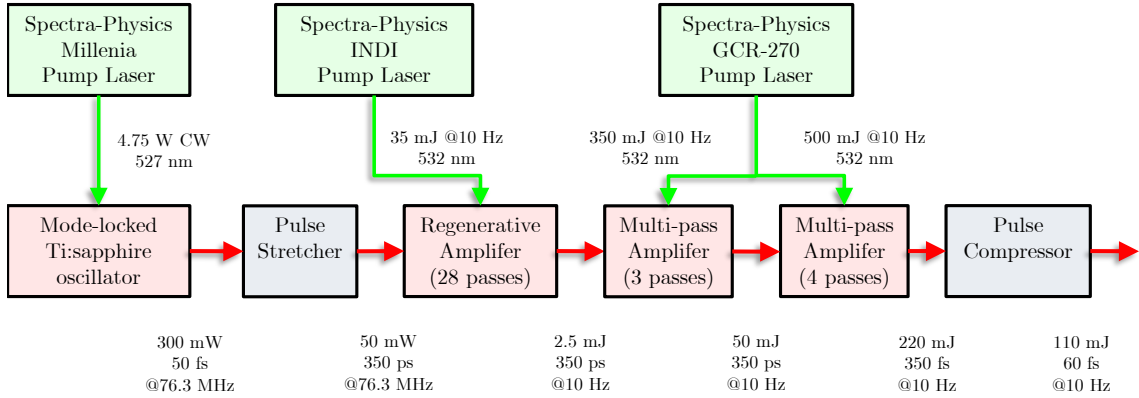 Spectra-Physics
Millenia
Pump Laser
Spectra-Physics
INDI
Pump Laser
Spectra-Physics
GCR-270
Pump Laser
4.75 W CW
527 nm
35 mJ @10 Hz
532 nm
350 mJ @10 Hz
532 nm
500 mJ @10 Hz
532 nm
Mode-locked
Ti:sapphire
oscillator
Pulse
Stretcher
Regenerative
Amplifer
(28 passes)
Multi-pass
Amplifer
(3 passes)
Multi-pass
Amplifer
(4 passes)
Pulse
Compressor
300 mW
50 fs
@76.3 MHz
50 mW
350 ps
@76.3 MHz
2.5 mJ
350 ps
@10 Hz
50 mJ
350 ps
@10 Hz
220 mJ
350 fs
@10 Hz
110 mJ
60 fs
@10 Hz